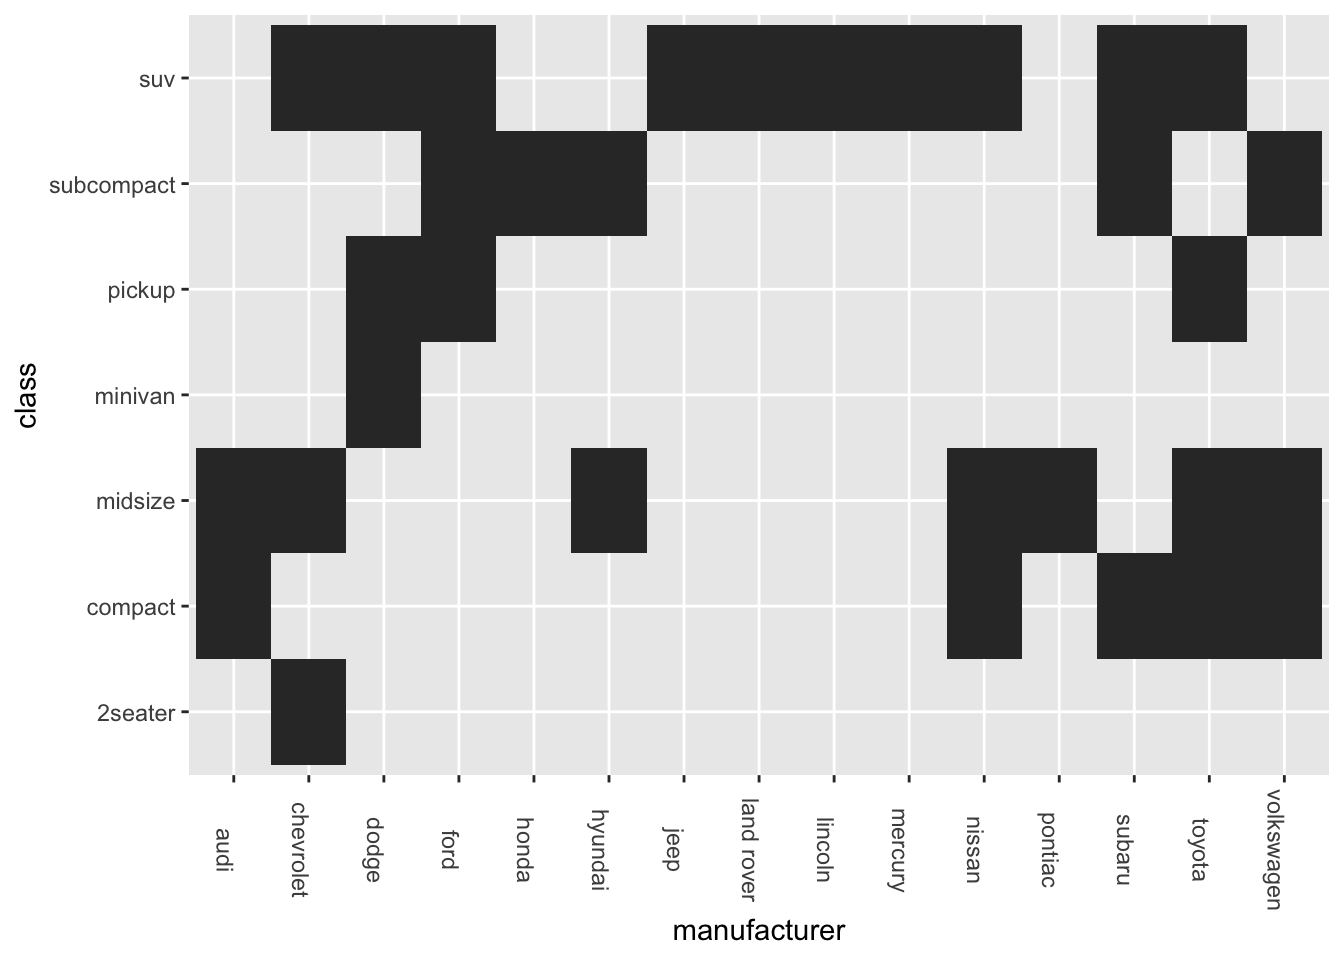 suv
subcompact
pickup
minivan
midsize
compact
2seater
class
audi
chevrolet
dodge
ford
honda
hyundai
jeep
land rover
lincoln
mercury
nissan
pontiac
subaru
toyota
volkswagen
manufacturer